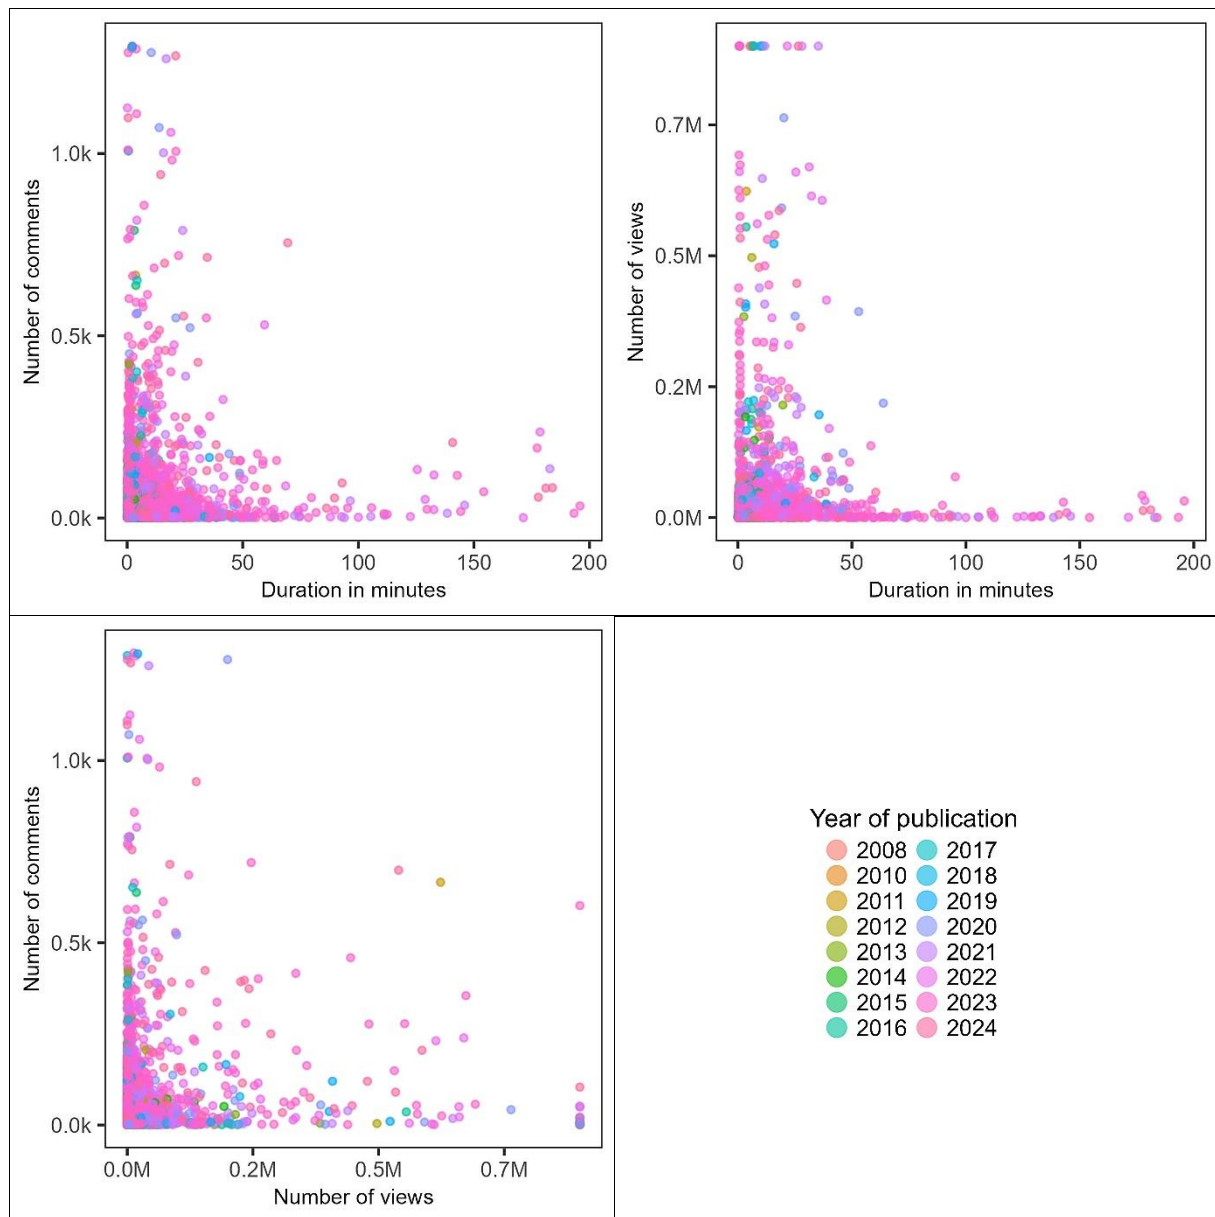 Number of comments
1.0k
0.5k
0.0k
0 50 100 150 200
Duration in minutes
Number of views
0.7M
0.5M
0.2M
0.0M
0 50 100 150 200
Duration in minutes
Number of comments
1.0k
0.5k
0.0k
0.0M 0.2M 0.5M 0.7M
Number of views
Year of publication
2008 2017
2010 2018
2011 2019
2012 2020
2013 2021
2014 2022
2015 2023
2016 2024